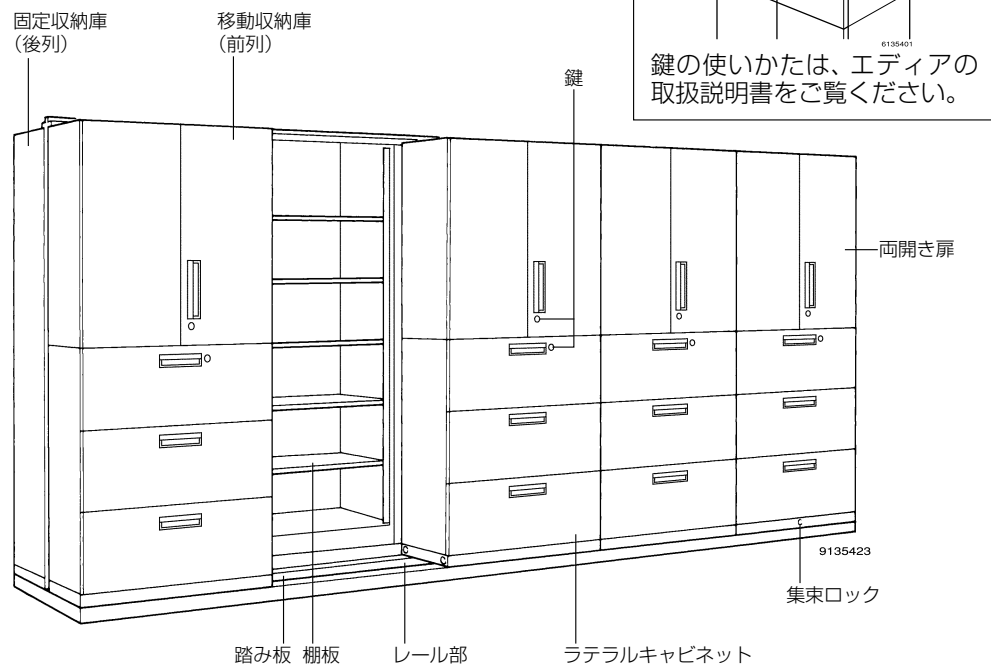 固定収納庫
(後列)
移動収納庫
(前列)
6135401
鍵の使いかたは、エディアの
取扱説明書をご覧ください。
鍵
両開き扉
9135423
集束ロック
踏み板
棚板
レール部
ラテラルキャビネット